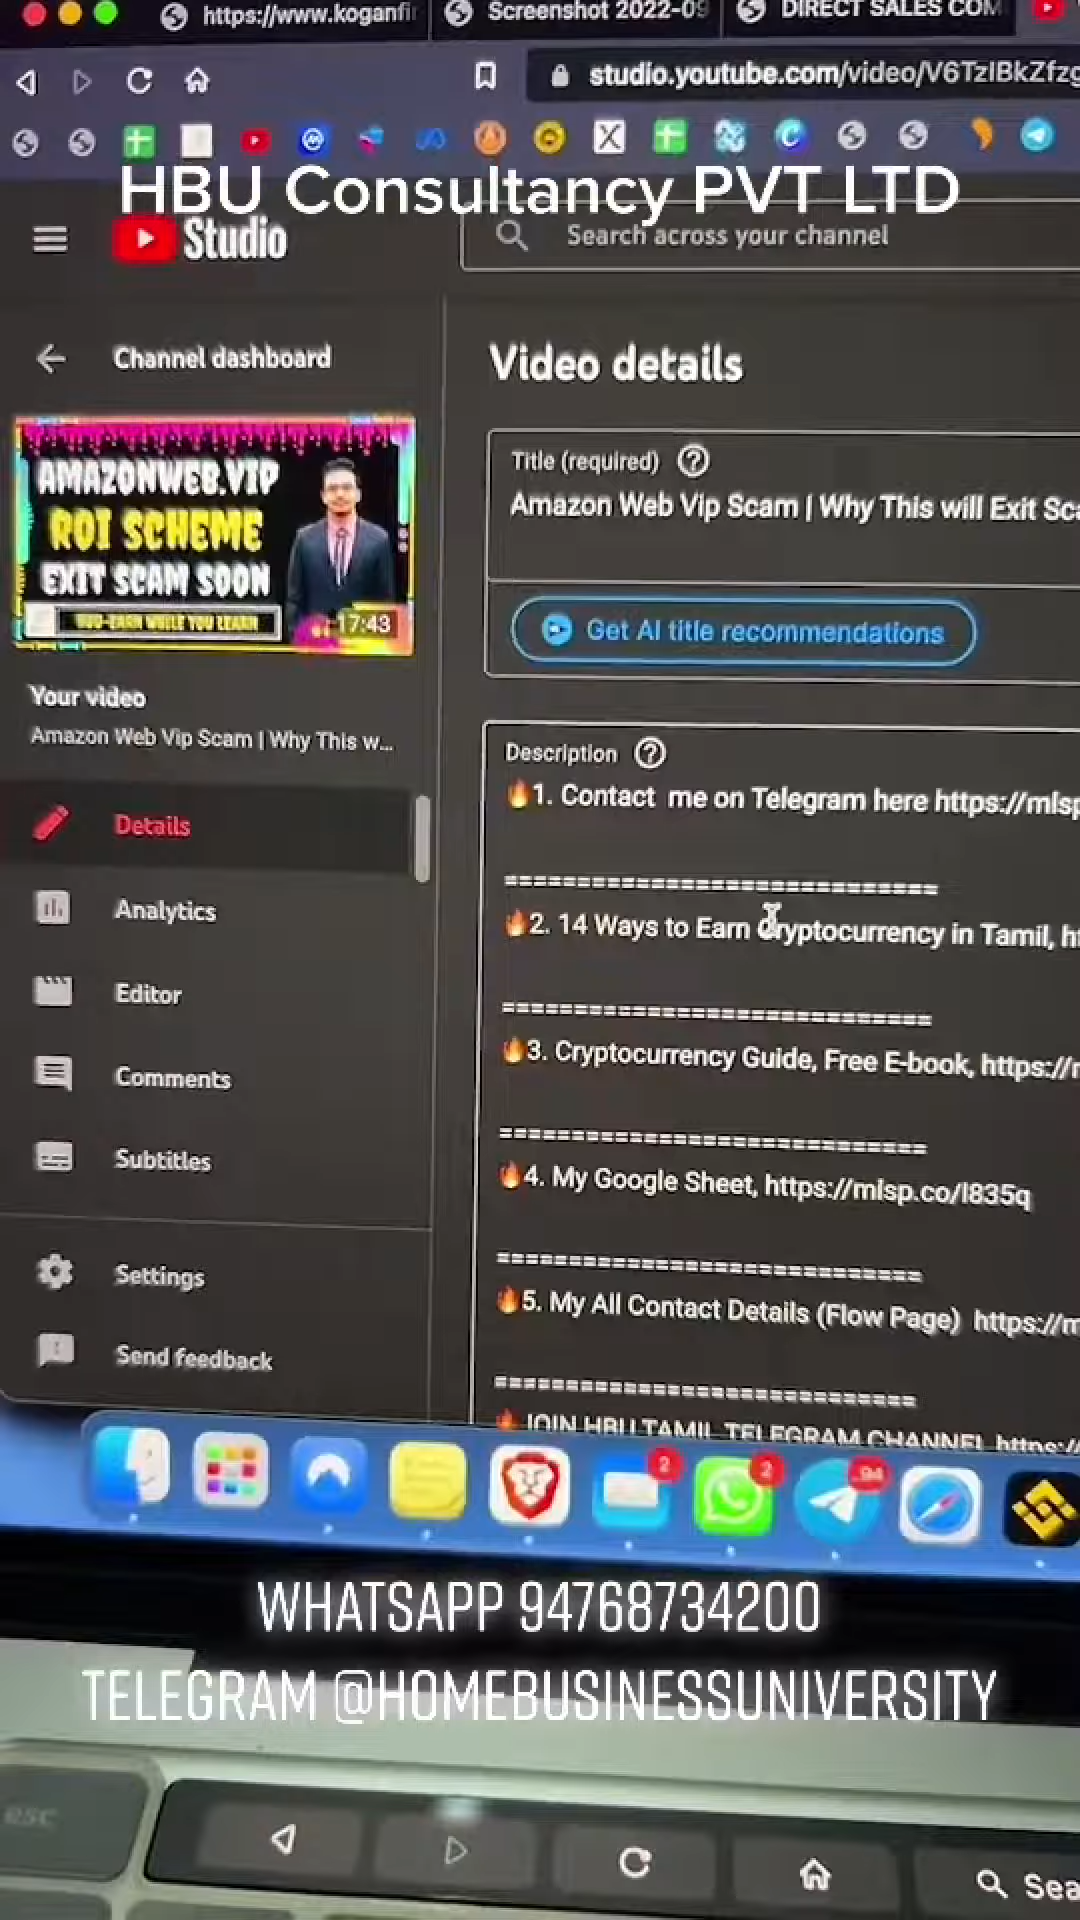 https://www.koganfi
Screenshot 2022-09
DIRECT SALES COM
studio.youtube.com/video/V6TzIBkZfzg
HBU Consultancy PVT LTD
Studio
Search across your channel
Channel dashboard
Video details
AMAZONWEB.VIP
ROI SCHEME
EXIT SCAM SOON
HBU-EARN WHILE YOU LEARN
17:43
Title (required)
Amazon Web Vip Scam | Why This will Exit Sca
Get AI title recommendations
Your video
Amazon Web Vip Scam | Why This w...
Description
🔥1. Contact me on Telegram here https://mlsp
==============================
🔥2. 14 Ways to Earn Cryptocurrency in Tamil, ht
==============================
🔥3. Cryptocurrency Guide, Free E-book, https://m
==============================
🔥4. My Google Sheet, https://mlsp.co/l835q
==============================
🔥5. My All Contact Details (Flow Page) https://m
==============================
🔥 JOIN HBU TAMIL TELEGRAM CHANNEL https:/
Details
Analytics
Editor
Comments
Subtitles
Settings
Send feedback
2
2
94
WHATSAPP 94768734200
TELEGRAM @HOMEBUSINESSUNIVERSITY
esc
Sea